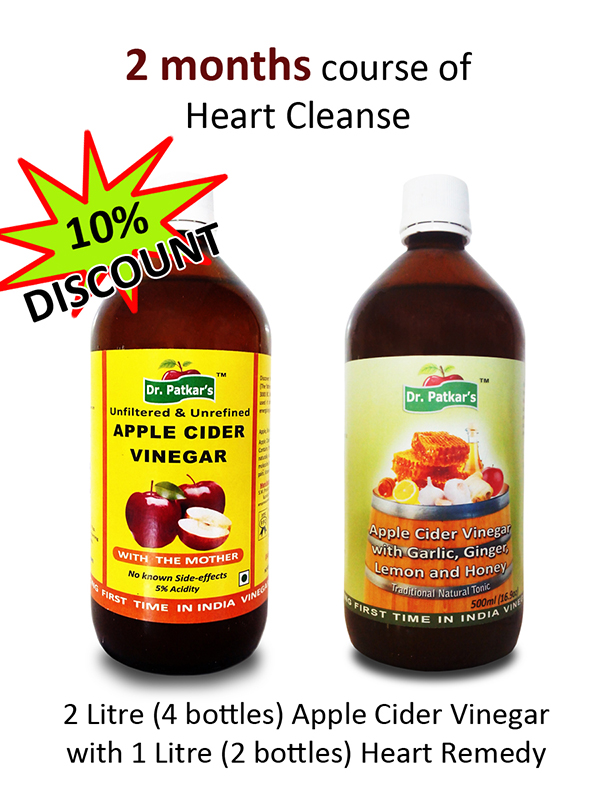 2 months course of
Heart Cleanse
10%
DISCOUNT
Dr. Patkar's TM
Unfiltered & Unrefined
APPLE CIDER
VINEGAR
WITH THE MOTHER
No known Side-effects
5% Acidity
FIRST TIME IN INDIA
Dr. Patkar's TM
Apple Cider Vinegar
with Garlic, Ginger,
Lemon and Honey
Traditional Natural Tonic
500ml
FIRST TIME IN INDIA
2 Litre (4 bottles) Apple Cider Vinegar
with 1 Litre (2 bottles) Heart Remedy